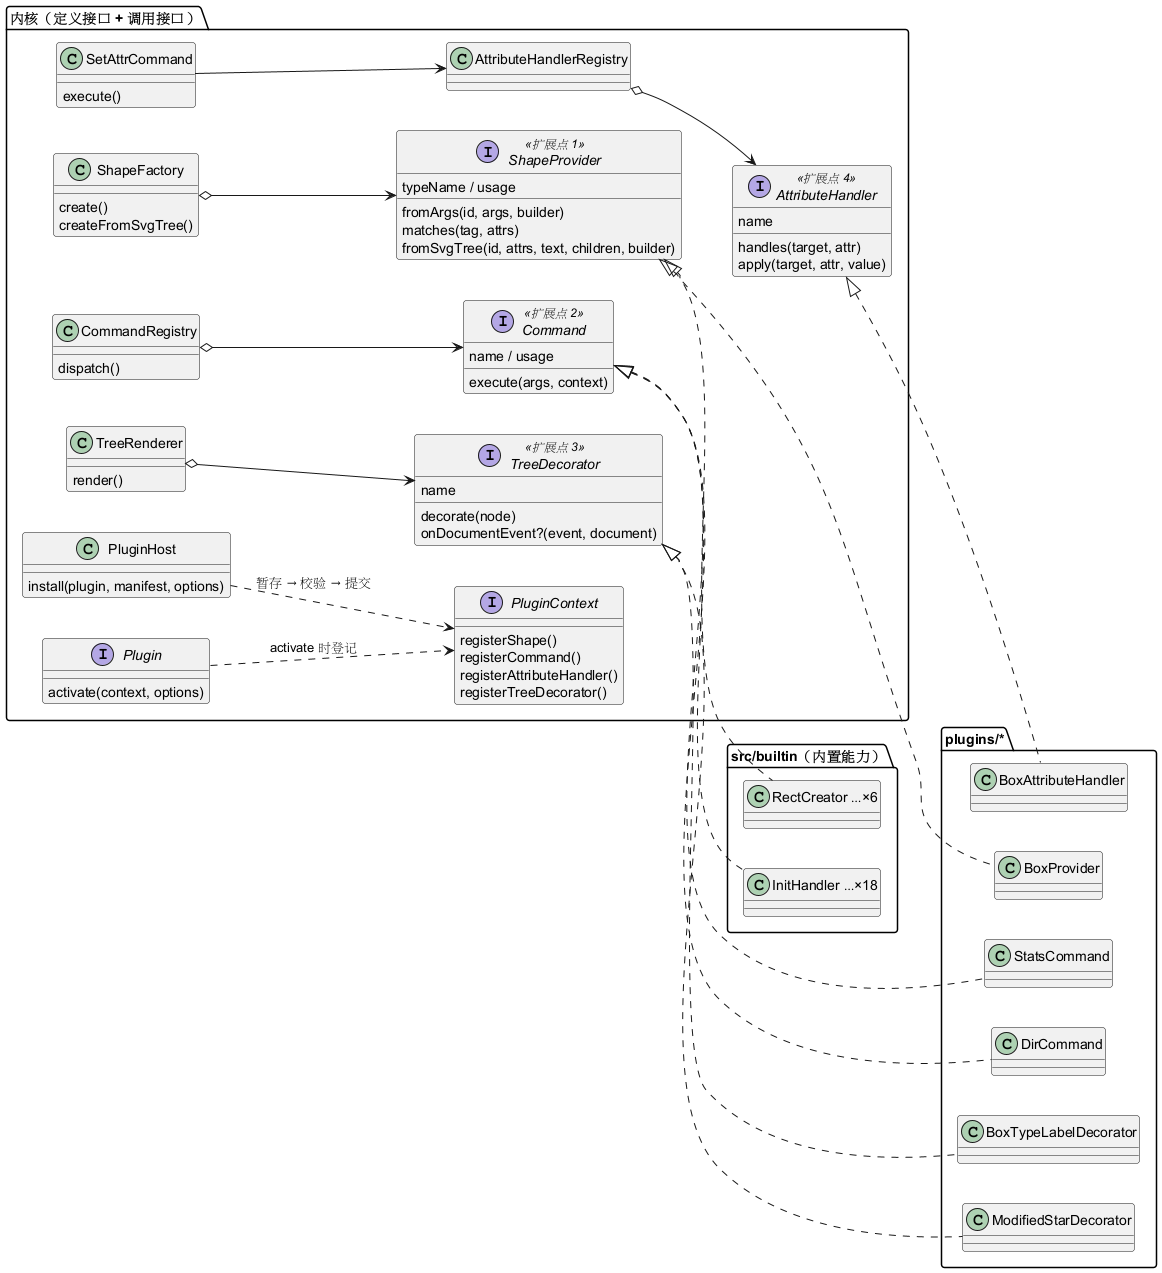 内核（定义接口 + 调用接口）
C SetAttrCommand
execute()
C AttributeHandlerRegistry
C ShapeFactory
create()
createFromSvgTree()
«扩展点 1»
I ShapeProvider
typeName / usage
fromArgs(id, args, builder)
matches(tag, attrs)
fromSvgTree(id, attrs, text, children, builder)
«扩展点 4»
I AttributeHandler
name
handles(target, attr)
apply(target, attr, value)
C CommandRegistry
dispatch()
«扩展点 2»
I Command
name / usage
execute(args, context)
C TreeRenderer
render()
«扩展点 3»
I TreeDecorator
name
decorate(node)
onDocumentEvent?(event, document)
C PluginHost
install(plugin, manifest, options)
暂存 → 校验 → 提交
I Plugin
activate(context, options)
activate 时登记
I PluginContext
registerShape()
registerCommand()
registerAttributeHandler()
registerTreeDecorator()
src/builtin（内置能力）
C RectCreator ...×6
C InitHandler ...×18
plugins/*
C BoxAttributeHandler
C BoxProvider
C StatsCommand
C DirCommand
C BoxTypeLabelDecorator
C ModifiedStarDecorator